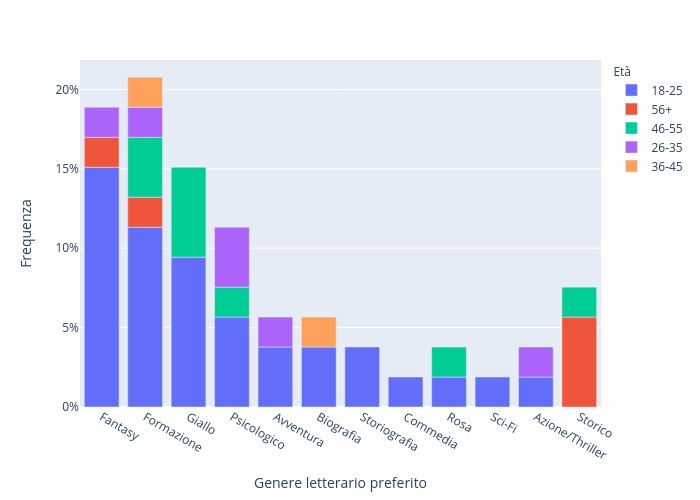 Età
18-25
56+
46-55
26-35
36-45
20%
15%
10%
5%
0%
Frequenza
Fantasy
Formazione
Giallo
Psicologico
Avventura
Biografia
Storiografia
Commedia
Rosa
Sci-Fi
Azione/Thriller
Storico
Genere letterario preferito